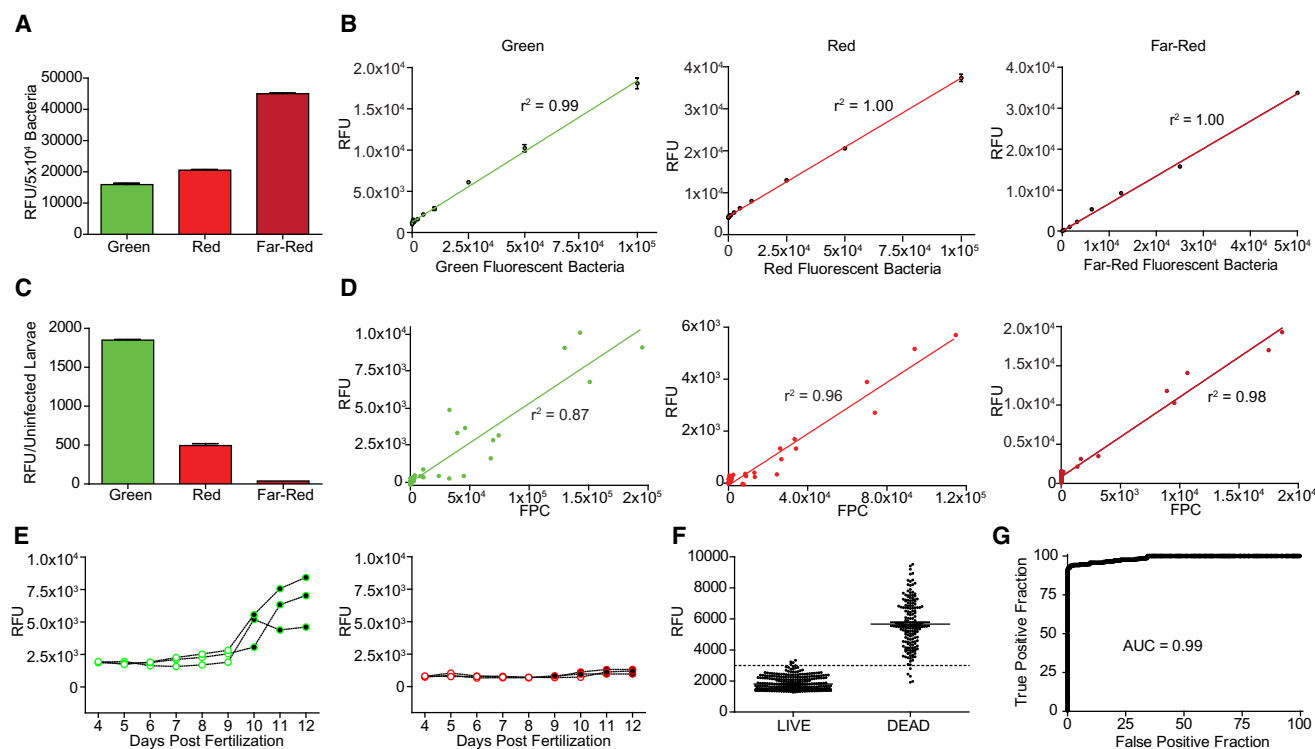 A
RFU/5x10⁴ Bacteria
50000
40000
30000
20000
10000
0
Green
Red
Far-Red
B
Green
RFU
2.0x10⁴
1.5x10⁴
1.0x10⁴
5.0x10³
0
r² = 0.99
2.5x10⁴
5.0x10⁴
7.5x10⁴
1x10⁵
0
Green Fluorescent Bacteria
Red
RFU
4x10⁴
3x10⁴
2x10⁴
1x10⁴
0
r² = 1.00
0
2.5x10⁴
5.0x10⁴
7.5x10⁴
1x10⁵
Red Fluorescent Bacteria
Far-Red
RFU
4.0x10⁴
3.0x10⁴
2.0x10⁴
1.0x10⁴
0
r² = 1.00
0
1x10⁴
2x10⁴
3x10⁴
4x10⁴
5x10⁴
Far-Red Fluorescent Bacteria
C
RFU/Uninfected Larvae
2000
1500
1000
500
0
Green
Red
Far-Red
D
RFU
1.0x10⁴
7.5x10³
5.0x10³
2.5x10³
0
r² = 0.87
0
5x10⁴
1x10⁵
1.5x10⁵
2x10⁵
FPC
RFU
6x10³
4x10³
2x10³
0
r² = 0.96
0
4.0x10⁴
8.0x10⁴
1.2x10⁵
FPC
RFU
2.0x10⁴
1.5x10⁴
1.0x10⁴
0.5x10⁴
0
r² = 0.98
0
5x10³
1x10⁴
1.5x10⁴
2x10⁴
FPC
E
RFU
1.0x10⁴
7.5x10³
5.0x10³
2.5x10³
0
4 5 6 7 8 9 10 11 12
Days Post Fertilization
RFU
1.0x10⁴
7.5x10³
5.0x10³
2.5x10³
0
4 5 6 7 8 9 10 11 12
Days Post Fertilization
F
RFU
10000
8000
6000
4000
2000
0
LIVE
DEAD
G
True Positive Fraction
100
75
50
25
0
AUC = 0.99
0
25
50
75
100
False Positive Fraction